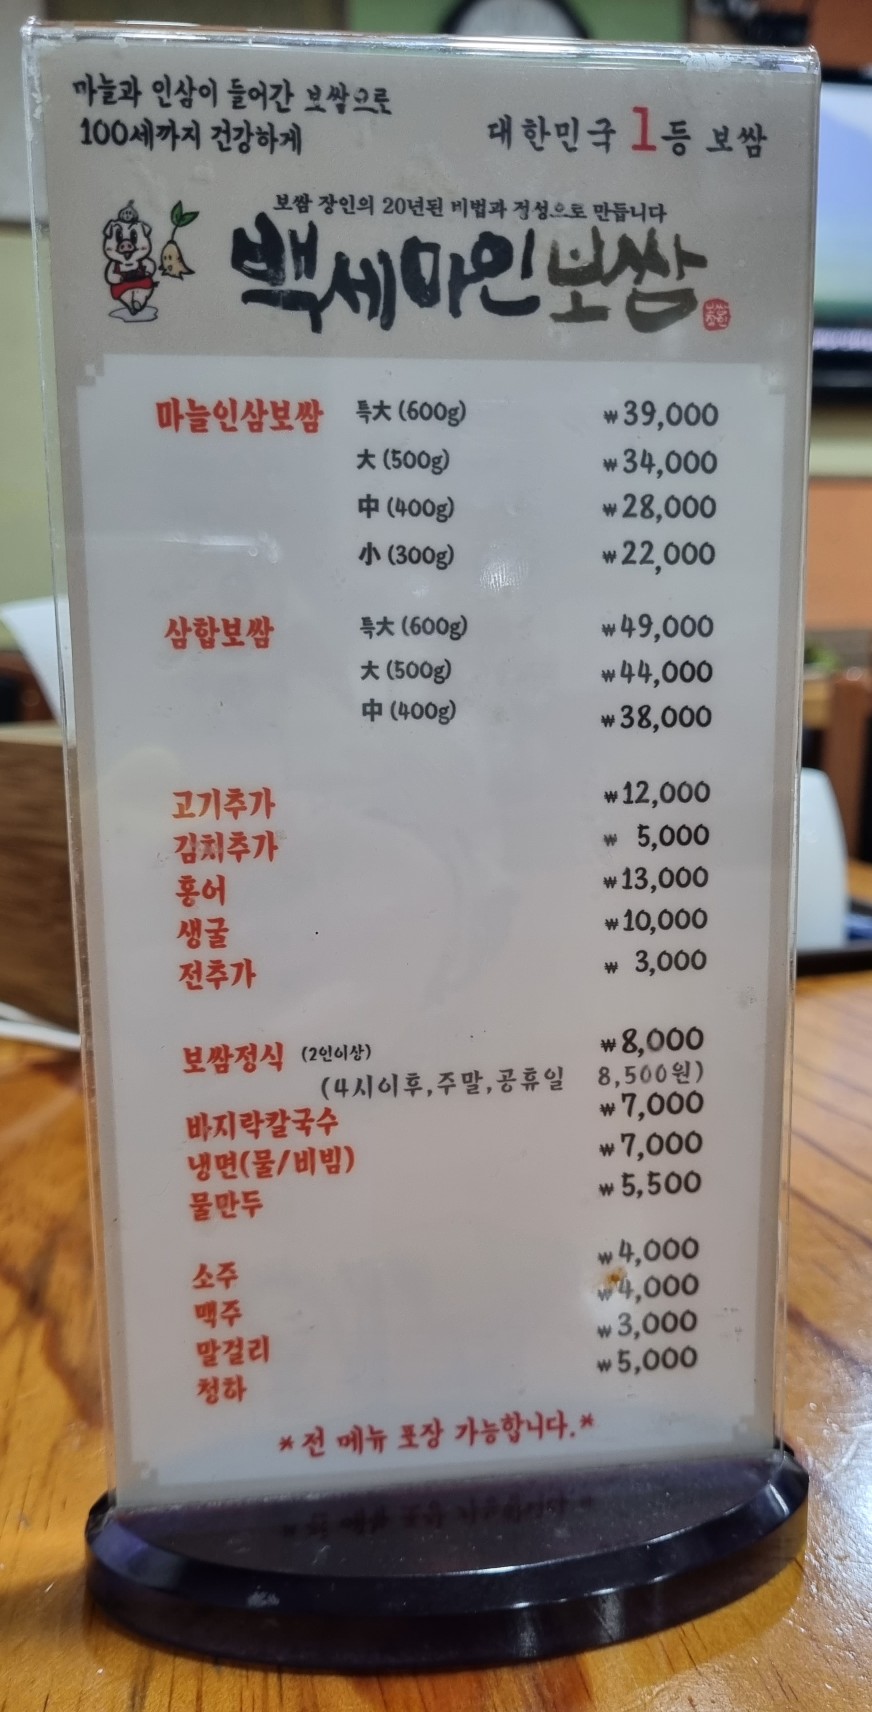 마늘과 인삼이 들어간 보쌈으로
100세까지 건강하게
대한민국 1등 보쌈
보쌈 장인의 20년된 비법과 정성으로 만듭니다
백세마인보쌈
마늘인삼보쌈 특大 (600g) ₩39,000
大 (500g) ₩34,000
中 (400g) ₩28,000
小 (300g) ₩22,000
삼합보쌈 특大 (600g) ₩49,000
大 (500g) ₩44,000
中 (400g) ₩38,000
고기추가 ₩12,000
김치추가 ₩ 5,000
홍어 ₩13,000
생굴 ₩10,000
전추가 ₩ 3,000
보쌈정식 (2인이상) ₩8,000
(4시이후,주말,공휴일 8,500원)
바지락칼국수 ₩7,000
냉면(물/비빔) ₩7,000
물만두 ₩5,500
소주 ₩4,000
맥주 ₩4,000
말걸리 ₩3,000
청하 ₩5,000
*전 메뉴 포장 가능합니다.*